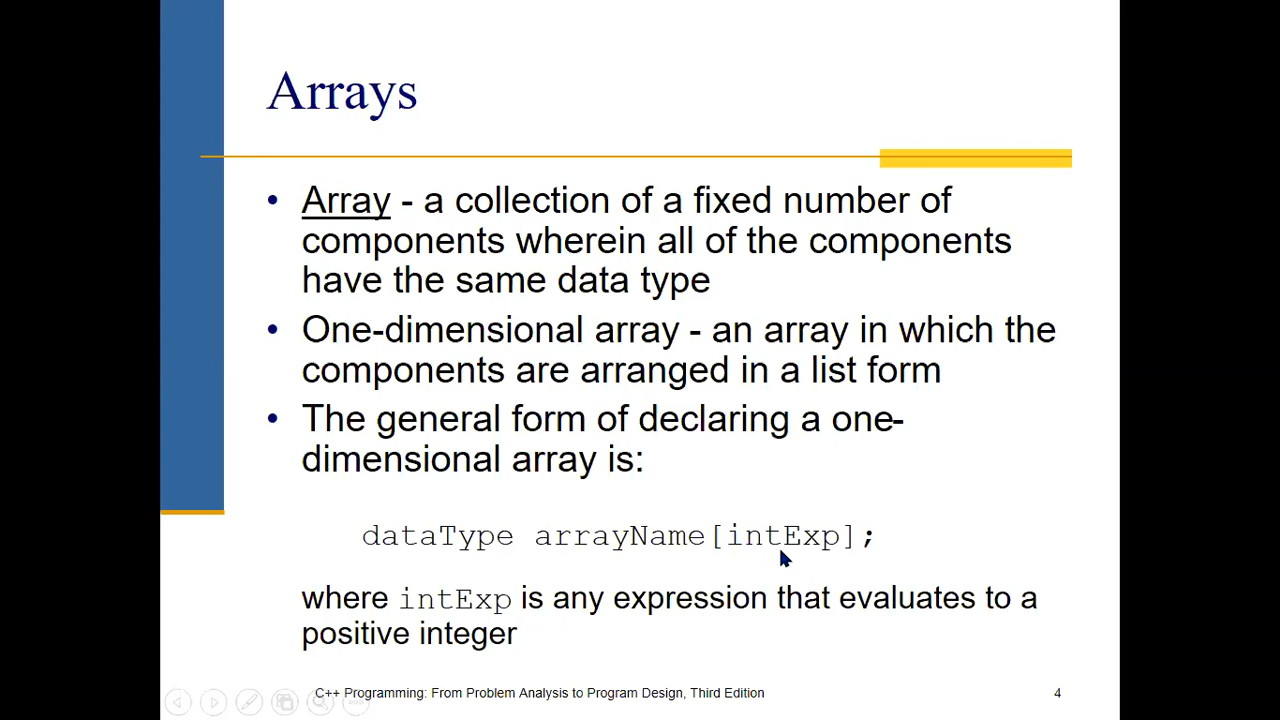 Arrays
• Array - a collection of a fixed number of
components wherein all of the components
have the same data type
• One-dimensional array - an array in which the
components are arranged in a list form
• The general form of declaring a one-
dimensional array is:
dataType arrayName[intExp];
where intExp is any expression that evaluates to a
positive integer
C++ Programming: From Problem Analysis to Program Design, Third Edition 4